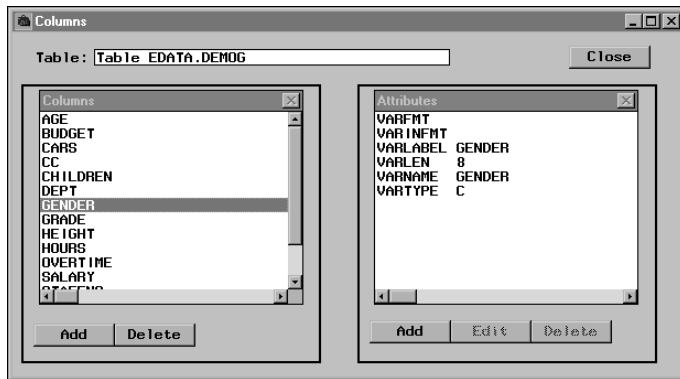 Columns
Table: Table EDATA.DEMOG
Close
Columns
AGE
BUDGET
CARS
CC
CHILDREN
DEPT
GENDER
GRADE
HEIGHT
HOURS
OVERTIME
SALARY
Add Delete
Attributes
VARFMT
VARINFMT
VARLABEL GENDER
VARLEN 8
VARNAME GENDER
VARTYPE C
Add Edit Delete